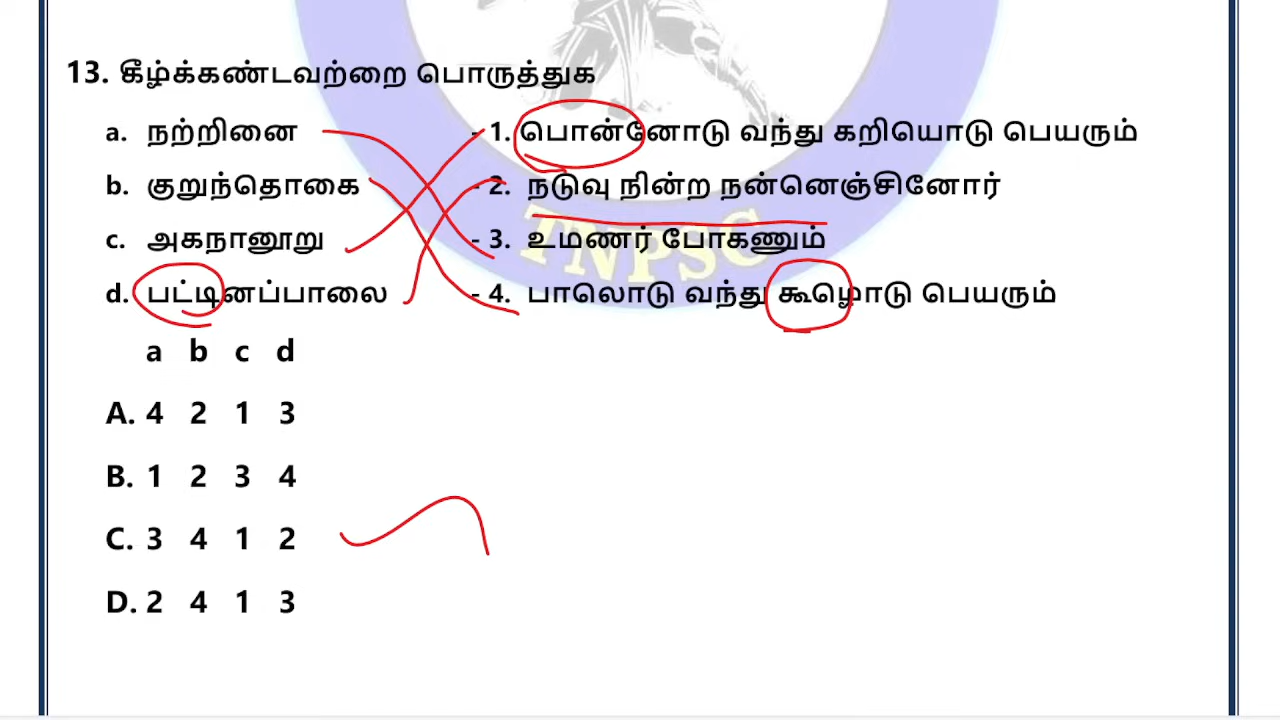 13. கீழ்க்கண்டவற்றை பொருத்துக
a. நற்றினை - 1. பொன்னோடு வந்து கறியொடு பெயரும்
b. குறுந்தொகை - 2. நடுவு நின்ற நன்னெஞ்சினோர்
c. அகநானூறு - 3. உமணர் போகணும்
d. பட்டினப்பாலை - 4. பாலொடு வந்து கூழொடு பெயரும்
a b c d
A. 4 2 1 3
B. 1 2 3 4
C. 3 4 1 2
D. 2 4 1 3
TNPSC